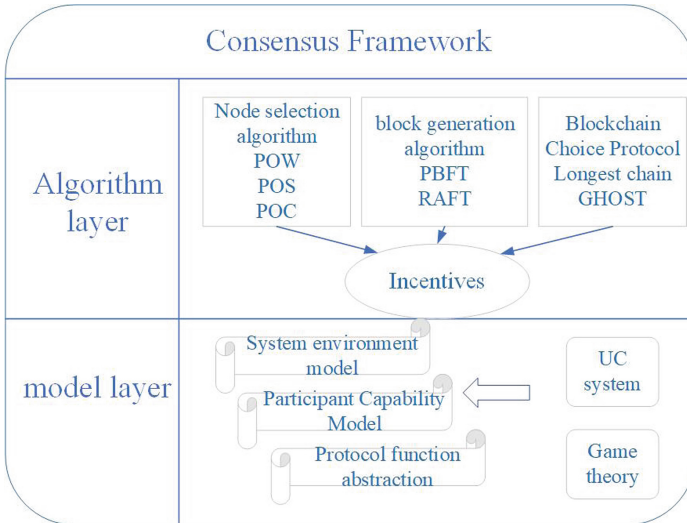 Consensus Framework
Algorithm
layer
Node selection
algorithm
POW
POS
POC
block generation
algorithm
PBFT
RAFT
Blockchain
Choice Protocol
Longest chain
GHOST
Incentives
model layer
System environment
model
Participant Capability
Model
Protocol function
abstraction
UC
system
Game
theory